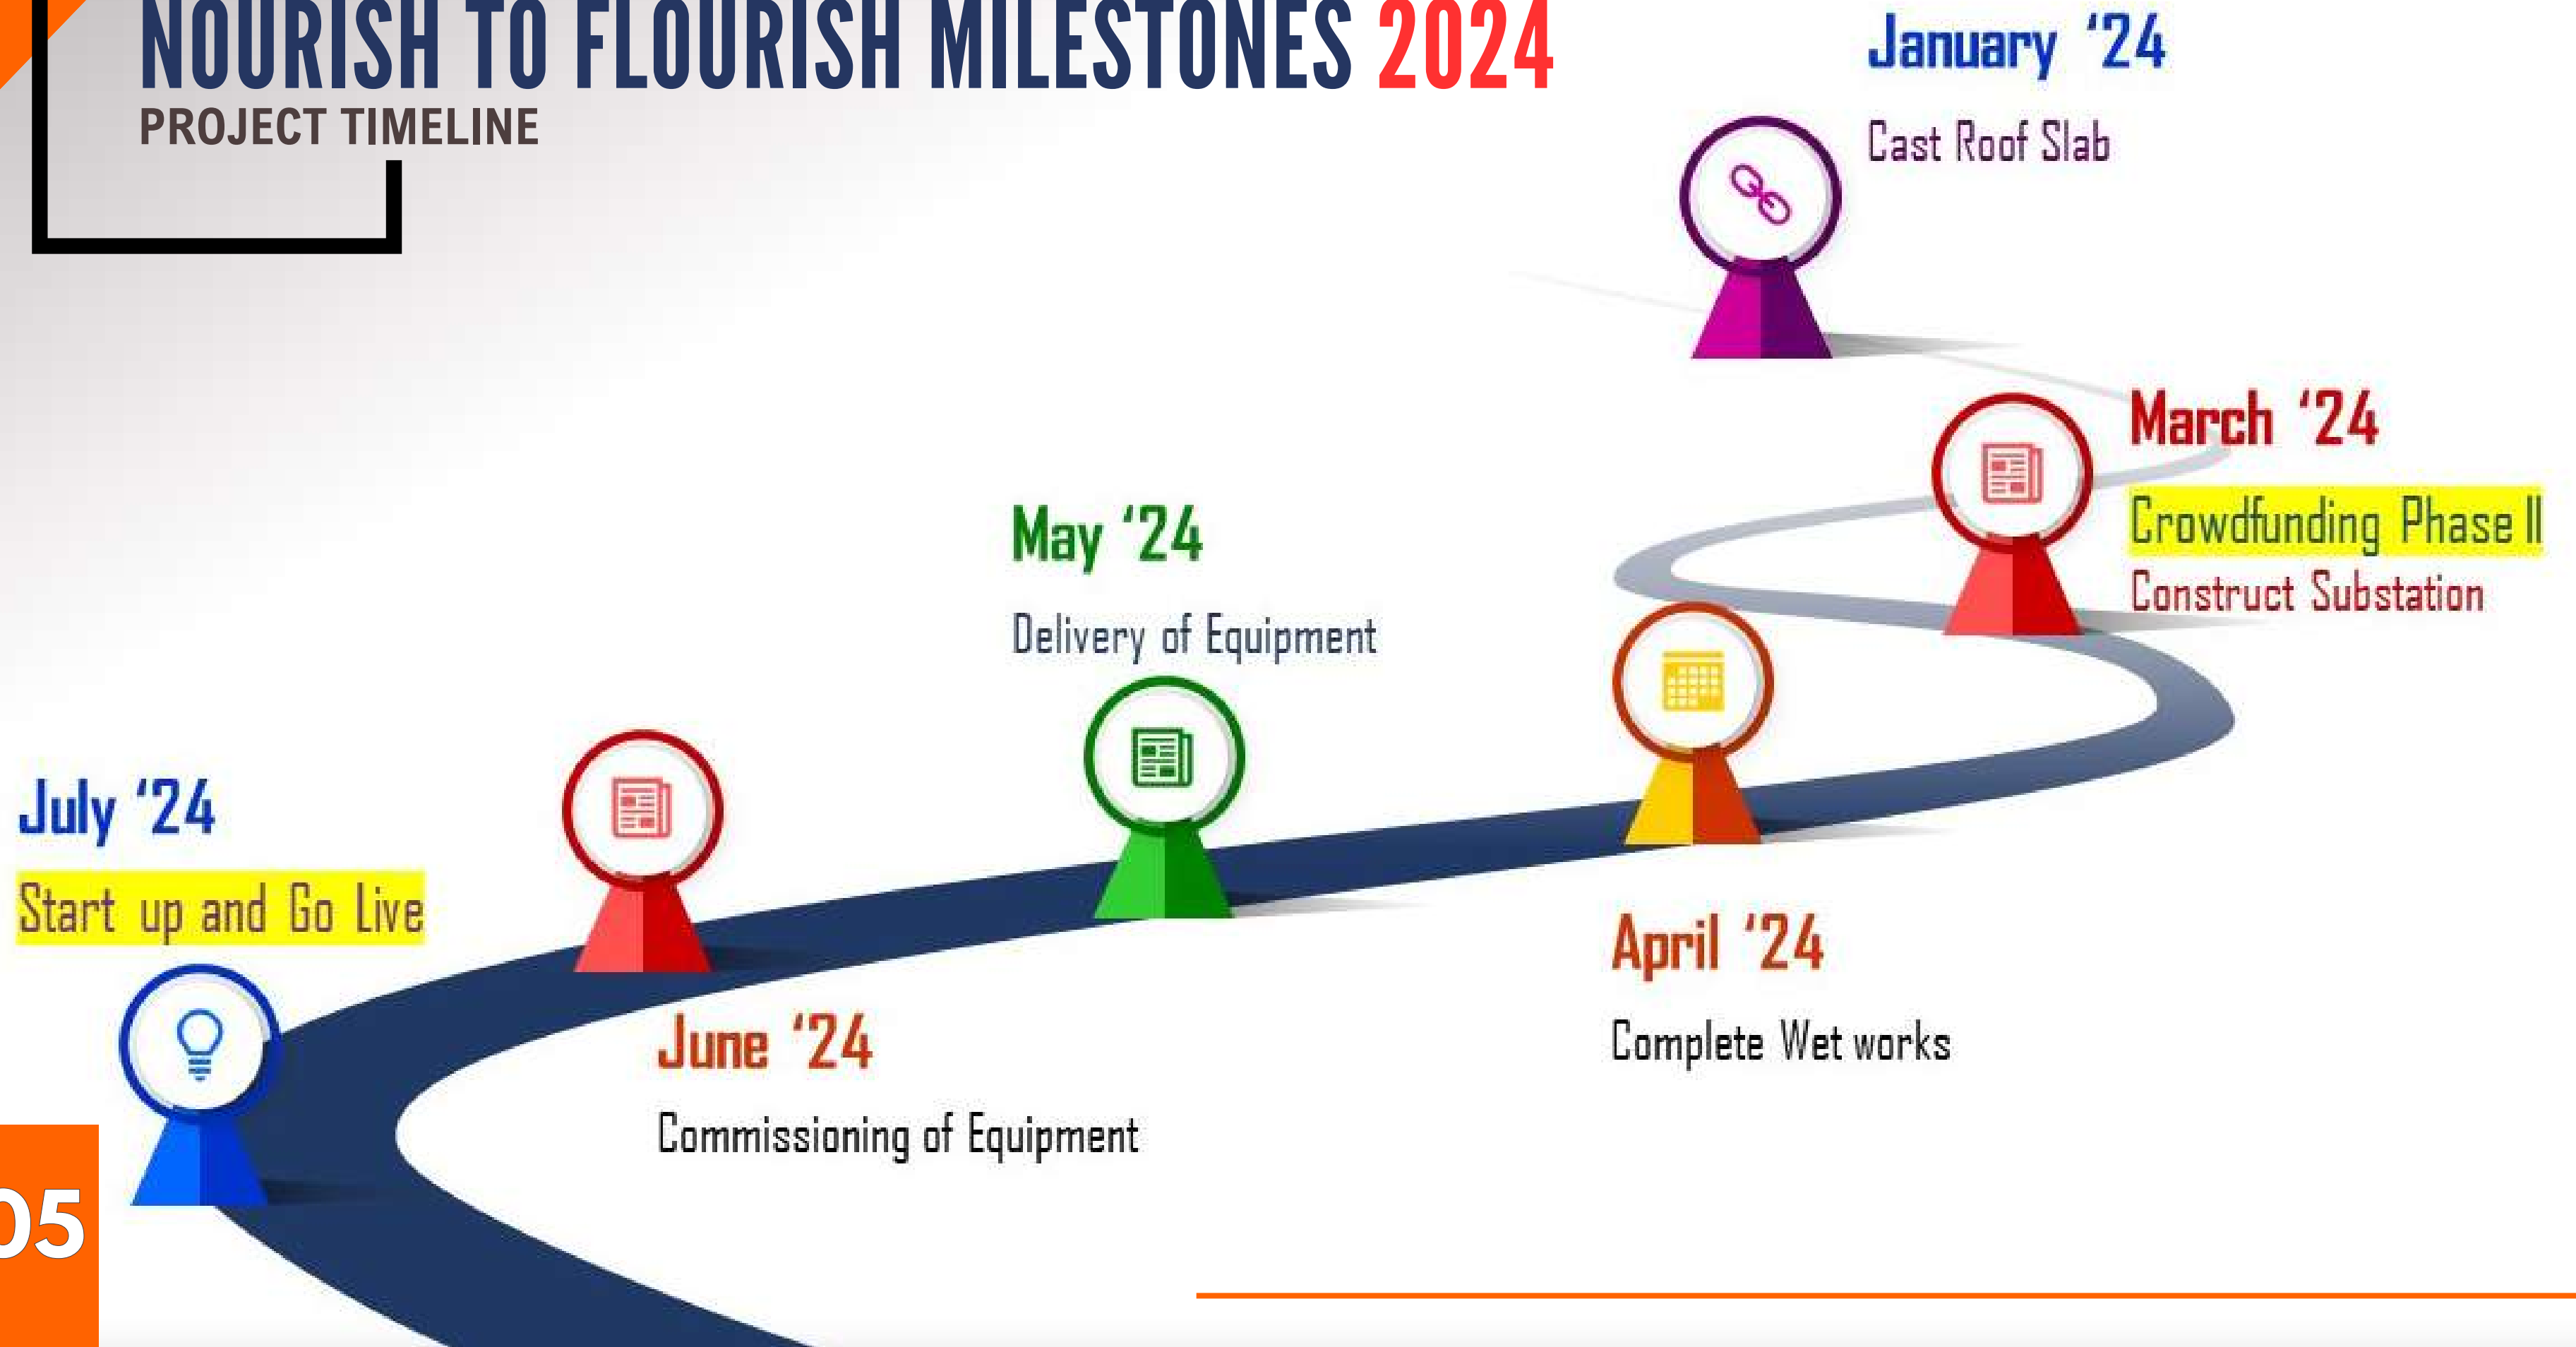 NOURISH TO FLOURISH MILESTONES 2024
PROJECT TIMELINE
January ‘24
Cast Roof Slab
March ‘24
Crowdfunding Phase II
Construct Substation
May ‘24
Delivery of Equipment
July ‘24
Start up and Go Live
April ‘24
Complete Wet works
June ‘24
Commissioning of Equipment
05